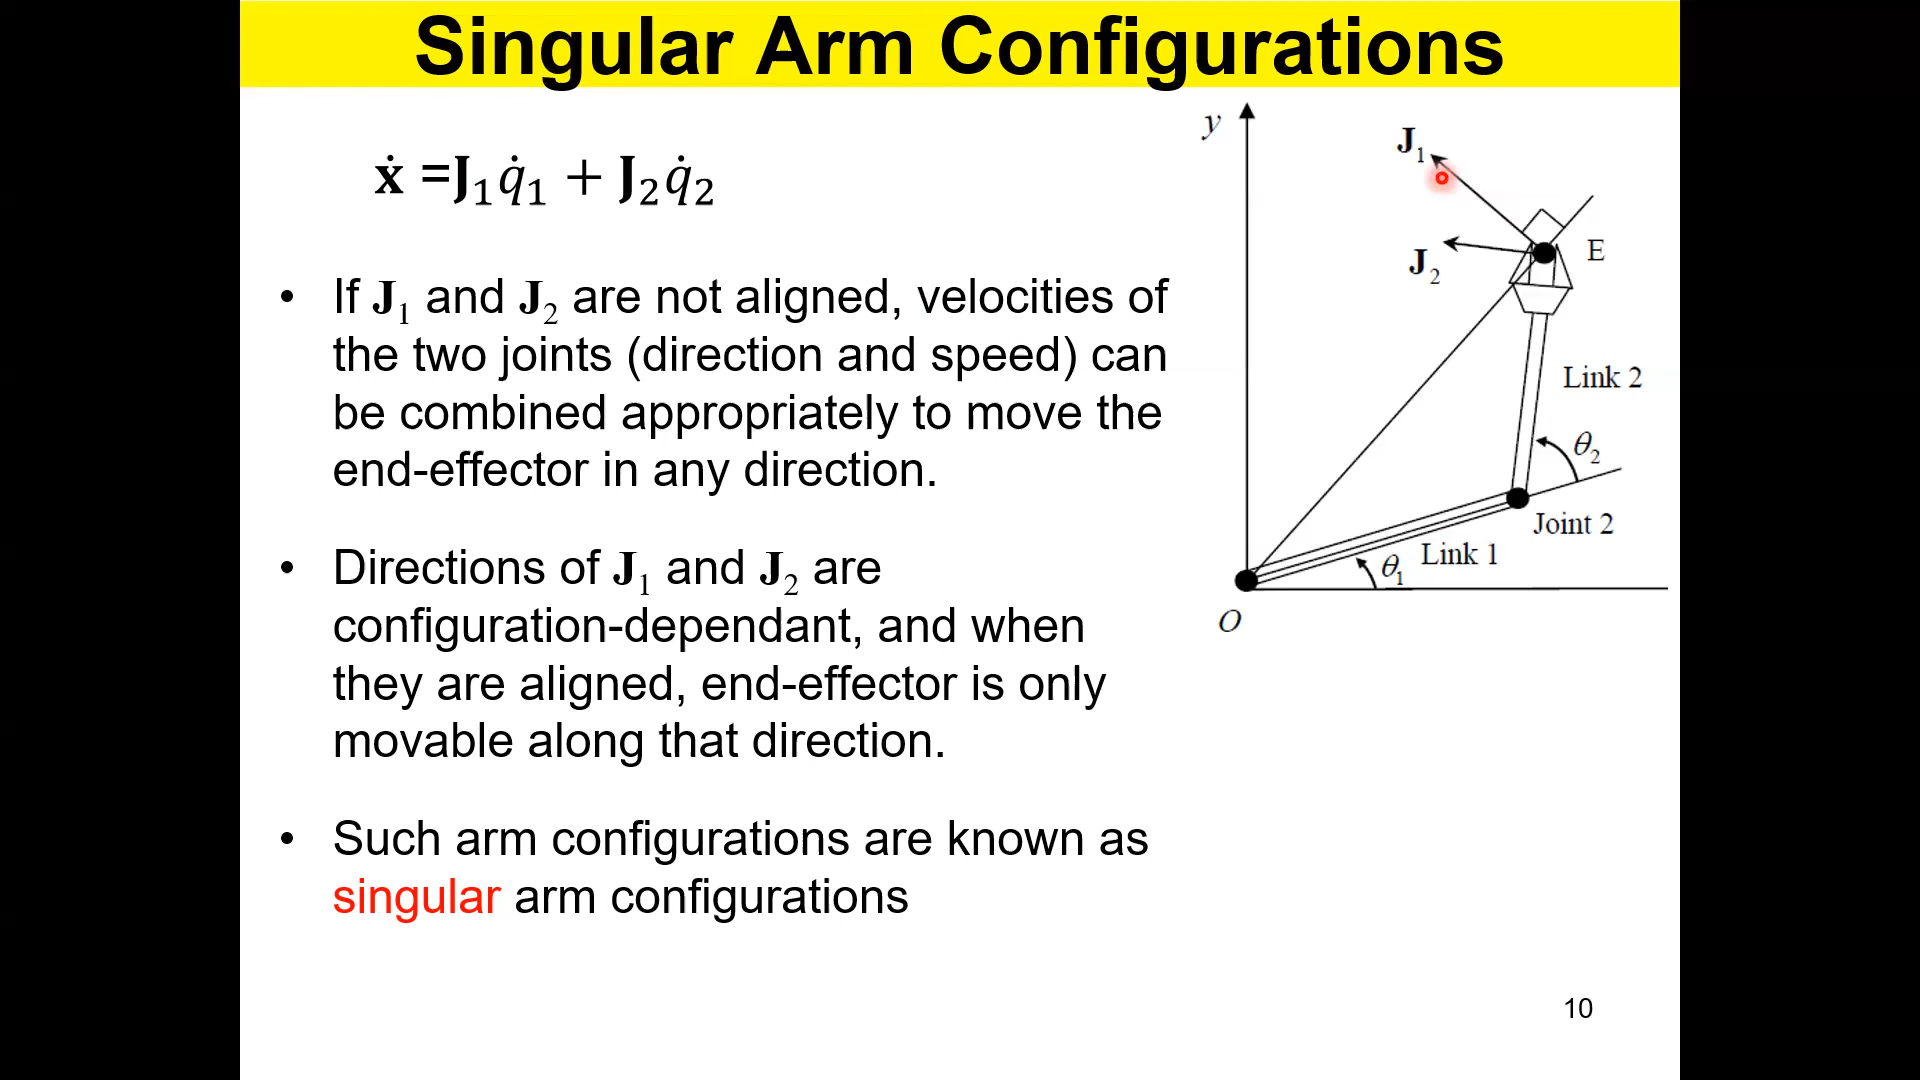 Singular Arm Configurations
ẋ =J₁q̇₁ + J₂q̇₂
• If J₁ and J₂ are not aligned, velocities of
the two joints (direction and speed) can
be combined appropriately to move the
end-effector in any direction.
• Directions of J₁ and J₂ are
configuration-dependant, and when
they are aligned, end-effector is only
movable along that direction.
• Such arm configurations are known as
singular arm configurations
y
J₁
J₂
E
Link 2
θ₂
Joint 2
Link 1
θ₁
O
10